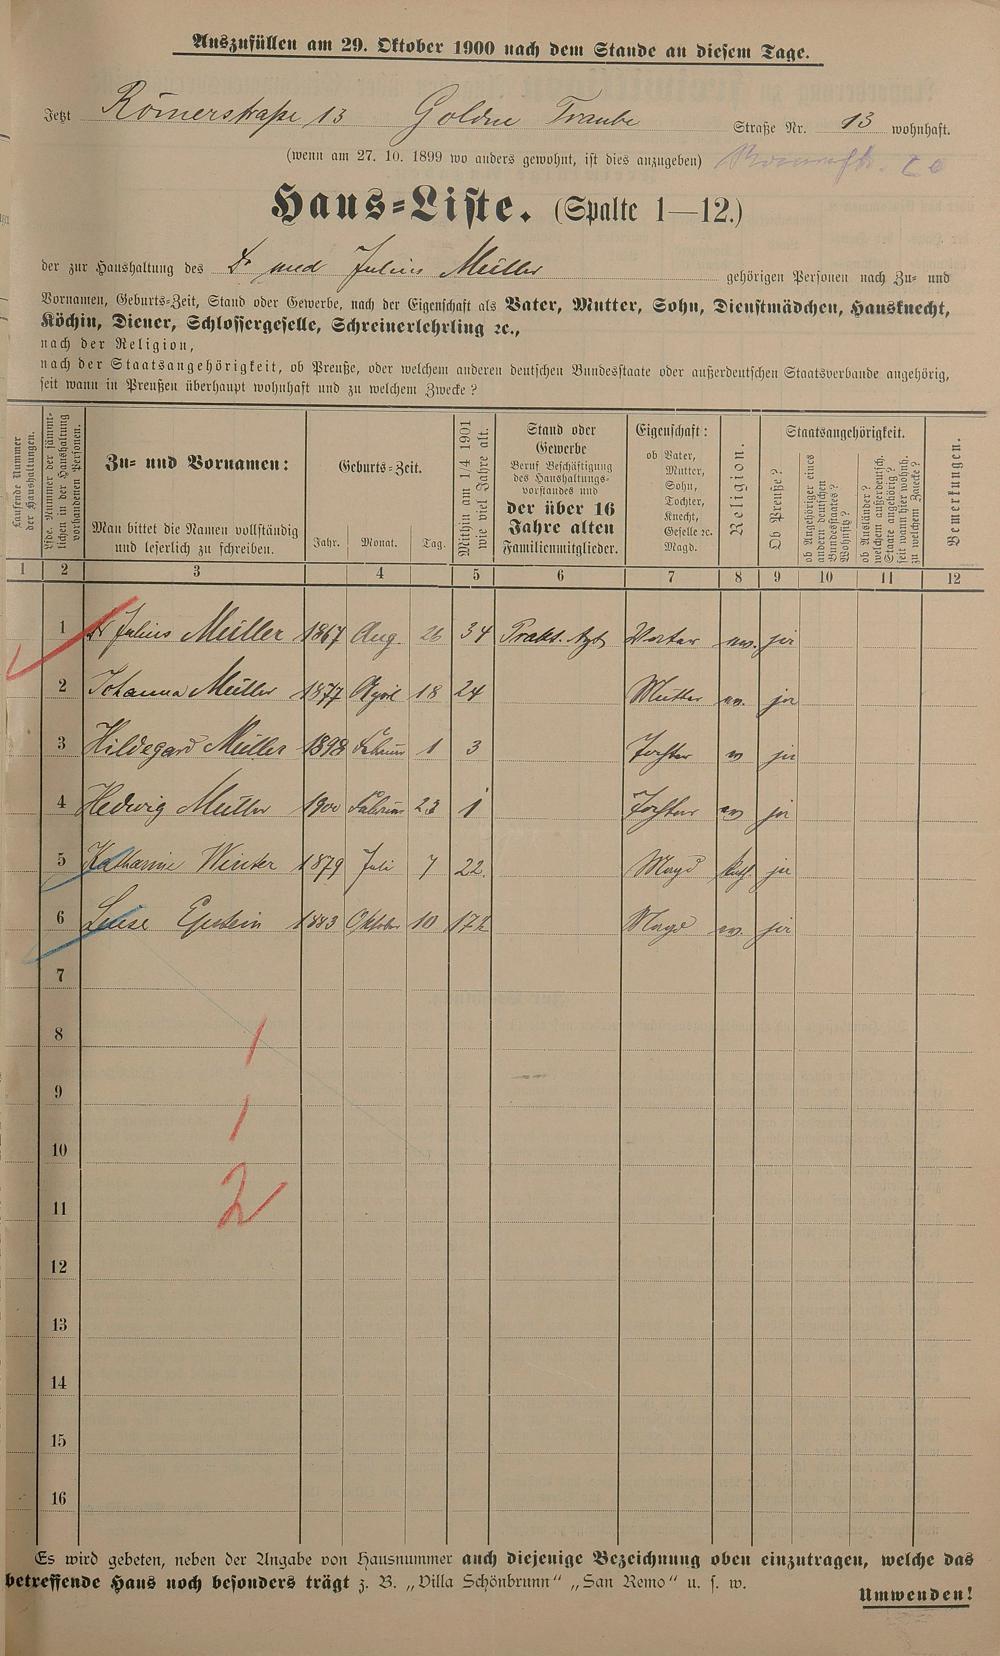 Auszufüllen am 29. Oktober 1900 nach dem Stande an diesem Tage.
Jetzt Römerstraße 13 Goldne Traube Straße Nr. 13 wohnhaft.
(wenn am 27. 10. 1899 wo anders gewohnt, ist dies anzugeben) Römerstr.
Haus-Liste. (Spalte 1—12.)
der zur Haushaltung des Dr med Julius Müller gehörigen Personen nach Zu- und
Vornamen, Geburts-Zeit, Stand oder Gewerbe, nach der Eigenschaft als Vater, Mutter, Sohn, Dienstmädchen, Hausknecht,
Köchin, Diener, Schlossergeselle, Schreinerlehrling ꝛc.,
nach der Religion,
nach der Staatsangehörigkeit, ob Preuße, oder welchem anderen deutschen Bundesstaate oder außerdeutschen Staatsverbande angehörig,
seit wann in Preußen überhaupt wohnhaft und zu welchem Zwecke?
Laufende Nummer
der Haushaltungen.
Lfde. Nummer der sämmt-
lichen in der Haushaltung
vorhandenen Personen.
Zu- und Vornamen:
Man bittet die Namen vollständig
und leserlich zu schreiben.
Geburts-Zeit.
Jahr. Monat. Tag.
Mithin am 1/4 1901
wie viel Jahre alt.
Stand oder
Gewerbe
Beruf Beschäftigung
des Haushaltungs-
vorstandes und
der über 16
Jahre alten
Familienmitglieder.
Eigenschaft:
ob Vater,
Mutter,
Sohn,
Tochter,
Knecht,
Geselle ꝛc.
Magd.
Religion.
Staatsangehörigkeit.
Ob Preuße?
ob Angehöriger eines
andern deutschen
Bundesstaates?
Wohnsitz?
ob Ausländer?
welchem außerdeutsch.
Staate angehörig?
seit wann hier wohnh.
zu welchem Zwecke?
Bemerkungen.
1 2 3 4 5 6 7 8 9 10 11 12
1 Dr Julius Müller 1867 Aug. 26 34 Prakt. Arzt Vater ev. ja
2 Johanna Müller 1877 April 18 24 Mutter ev. ja
3 Hildegard Müller 1898 Februar 1 3 Tochter ev ja
4 Hedwig Müller 1900 Februar 23 1 Tochter ev ja
5 Katharine Winter 1879 Juli 7 22. Magd kath. ja
6 Luise Epstein 1883 Oktober 10 17½ Magd ev. ja
7
8
1
9
1
10
2
11
12
13
14
15
16
Es wird gebeten, neben der Angabe von Hausnummer auch diejenige Bezeichnung oben einzutragen, welche das
betreffende Haus noch besonders trägt z. B. „Villa Schönbrunn“ „San Remo“ u. s. w.
Umwenden!